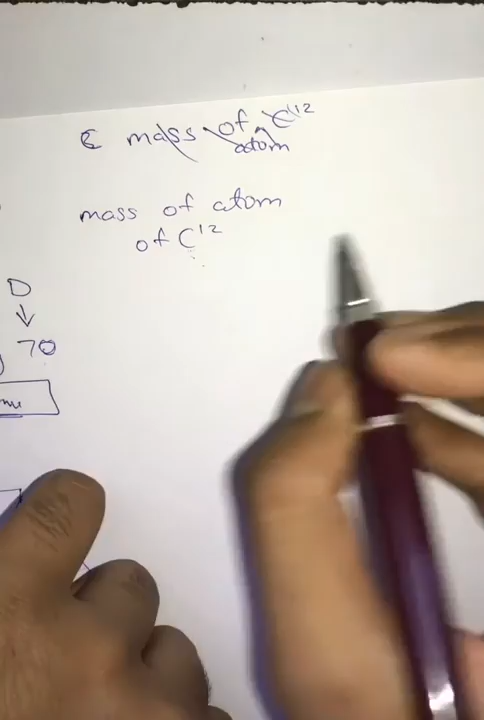 mass of C12
atom
mass of atom
of C12
D
↓
70